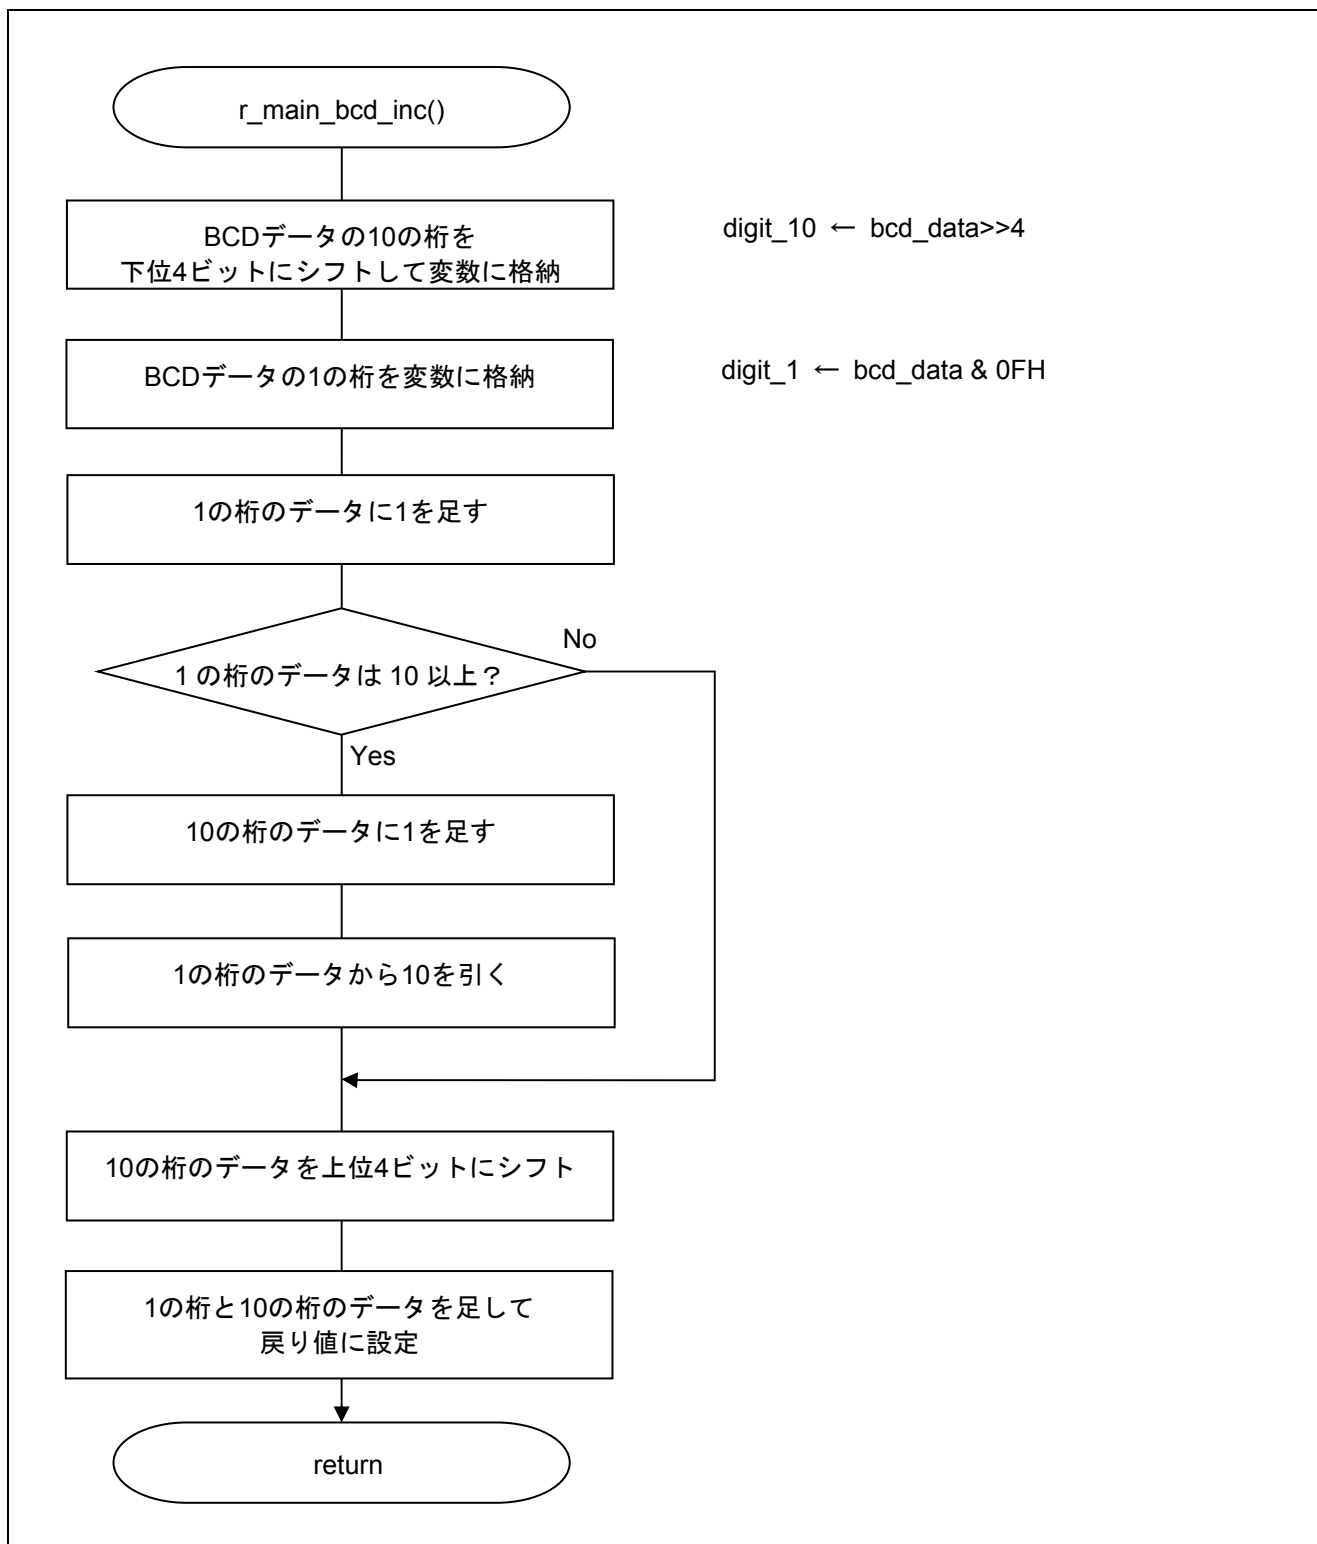 r_main_bcd_inc()
BCDデータの10の桁を
下位4ビットにシフトして変数に格納
digit_10 ← bcd_data>>4
BCDデータの1の桁を変数に格納
digit_1 ← bcd_data & 0FH
1の桁のデータに1を足す
1 の桁のデータは 10 以上？
No
Yes
10の桁のデータに1を足す
1の桁のデータから10を引く
10の桁のデータを上位4ビットにシフト
1の桁と10の桁のデータを足して
戻り値に設定
return